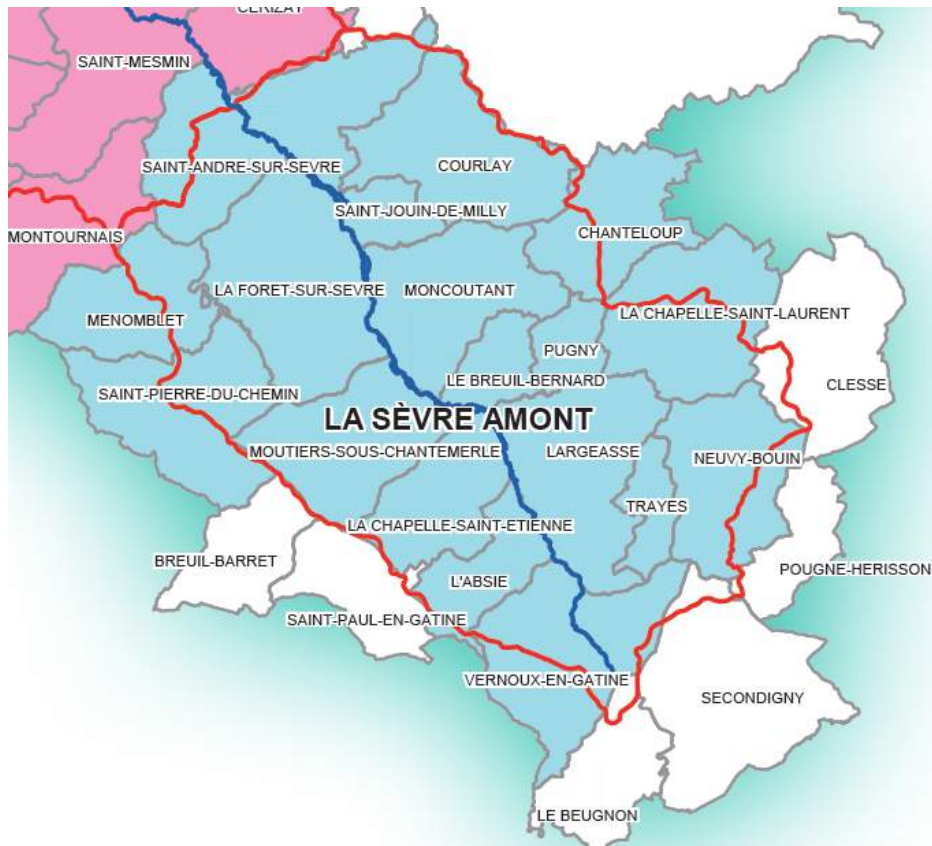 CERIZAY
SAINT-MESMIN
SAINT-ANDRE-SUR-SEVRE
COURLAY
SAINT-JOUIN-DE-MILLY
MONTOURNAIS
CHANTELOUP
LA FORET-SUR-SEVRE
MONCOUTANT
MENOMBLET
LA CHAPELLE-SAINT-LAURENT
PUGNY
LE BREUIL-BERNARD
CLESSE
SAINT-PIERRE-DU-CHEMIN
LA SÈVRE AMONT
MOUTIERS-SOUS-CHANTEMERLE
LARGEASSE
NEUVY-BOUIN
TRAYES
LA CHAPELLE-SAINT-ETIENNE
BREUIL-BARRET
L'ABSIE
POUGNE-HERISSON
SAINT-PAUL-EN-GATINE
VERNOUX-EN-GATINE
SECONDIGNY
LE BEUGNON